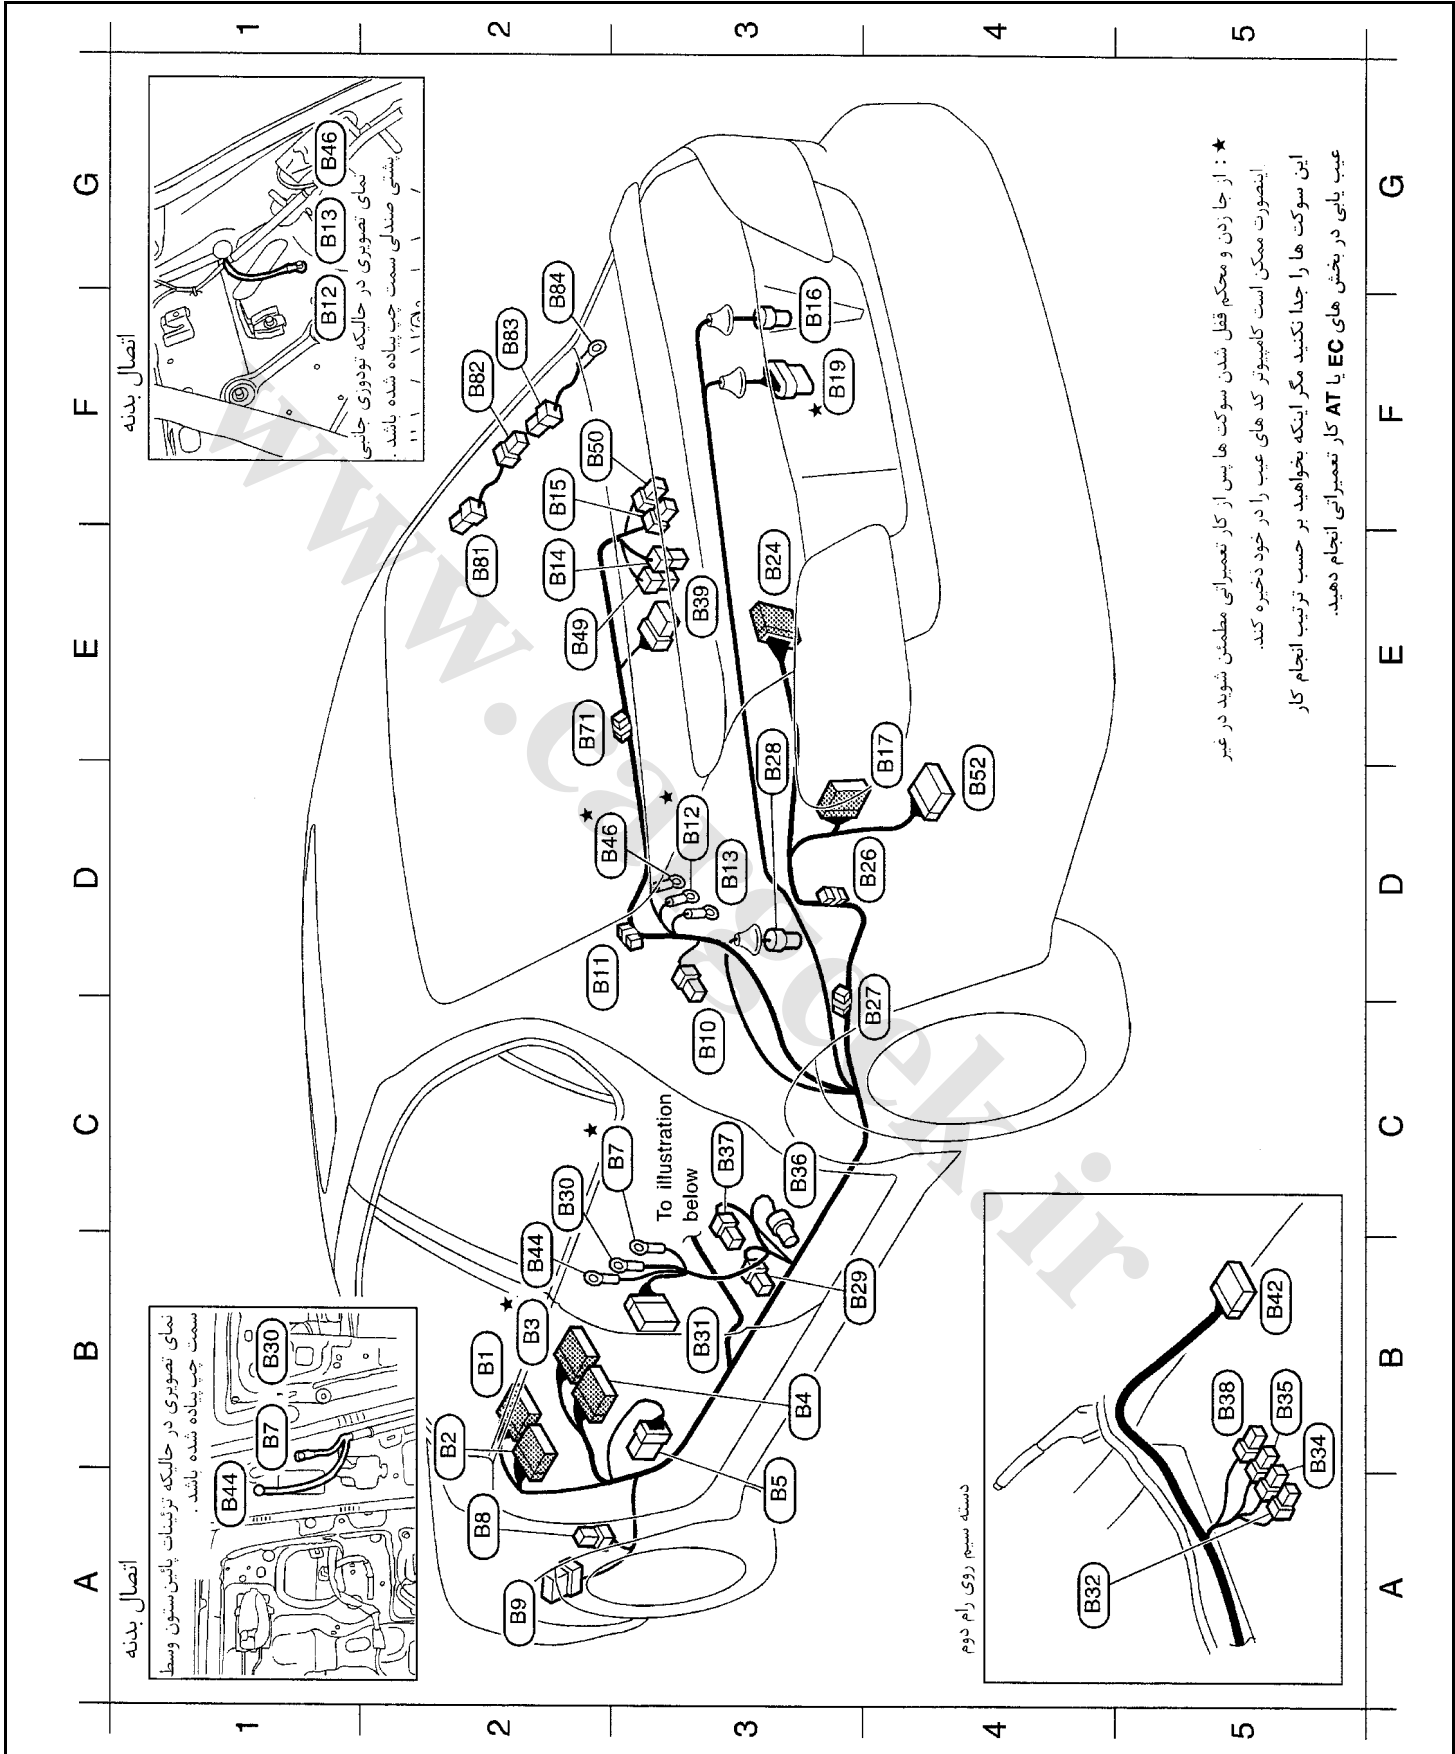 A
B
C
D
E
F
G
1
2
3
4
5
اتصال بدنه
B44
B7
,
B30
نمای تصویری در حالیکه تزئینات پائین ستون وسط
سمت چپ پیاده شده باشد .
اتصال بدنه
B12
B13
B46
نمای تصویری در حالیکه تودوزی جانبی
پشتی صندلی سمت چپ پیاده شده باشد .
B9
B8
B2
B1
B3
★
B44
B30
B7
★
B5
B4
B31
B29
B36
B37
To illustration
below
B10
B11
B46
★
B12
★
B13
B28
B27
B26
B17
B52
B71
B49
B14
B15
B50
B39
B24
B81
B82
B83
B84
B16
B19
★
★ : از جا زدن و محکم قفل شدن سوکت ها پس از کار تعمیراتی مطمئن شوید در غیر
اینصورت ممکن است کامپیوتر کد های عیب را در خود ذخیره کند.
این سوکت ها را جدا نکنید مگر اینکه بخواهید بر حسب ترتیب انجام کار
عیب یابی در بخش های EC یا AT کار تعمیراتی انجام دهید.
دسته سیم روی رام دوم
B32
B34
B35
B38
B42
A
B
C
D
E
F
G
1
2
3
4
5
www.cargeek.ir